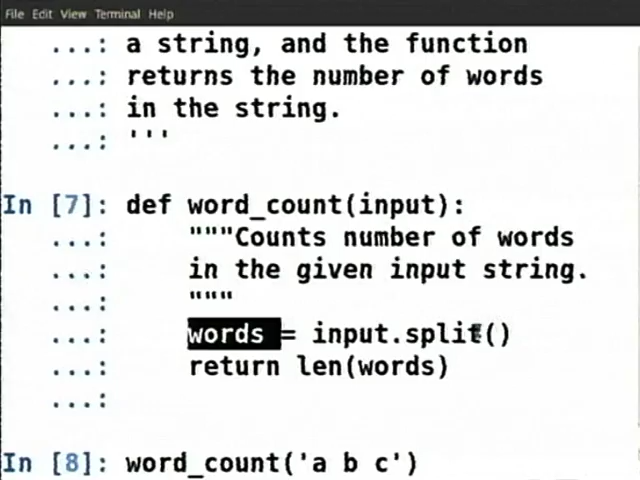 File Edit View Terminal Help
...: a string, and the function
...: returns the number of words
...: in the string.
...: '''
In [7]: def word_count(input):
...: """Counts number of words
...: in the given input string.
...: """
...: words = input.split()
...: return len(words)
...:
In [8]: word_count('a b c')